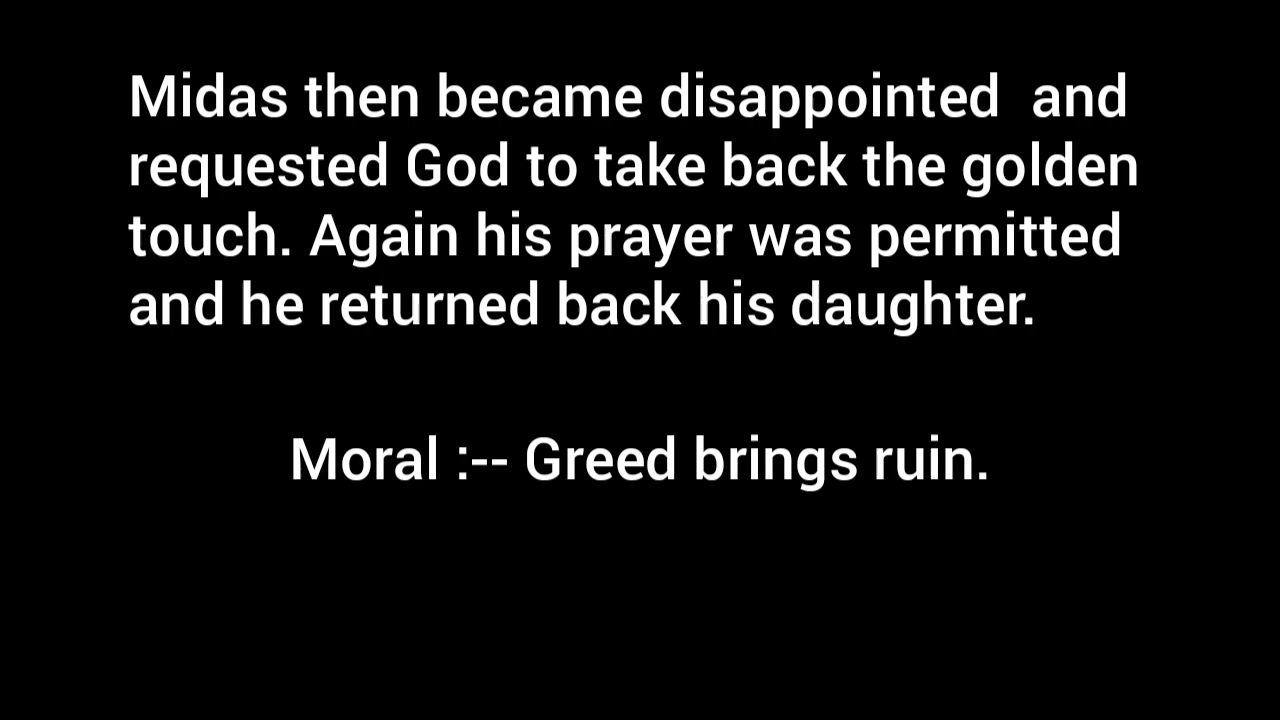 Midas then became disappointed  and
requested God to take back the golden
touch. Again his prayer was permitted
and he returned back his daughter.
Moral :-- Greed brings ruin.